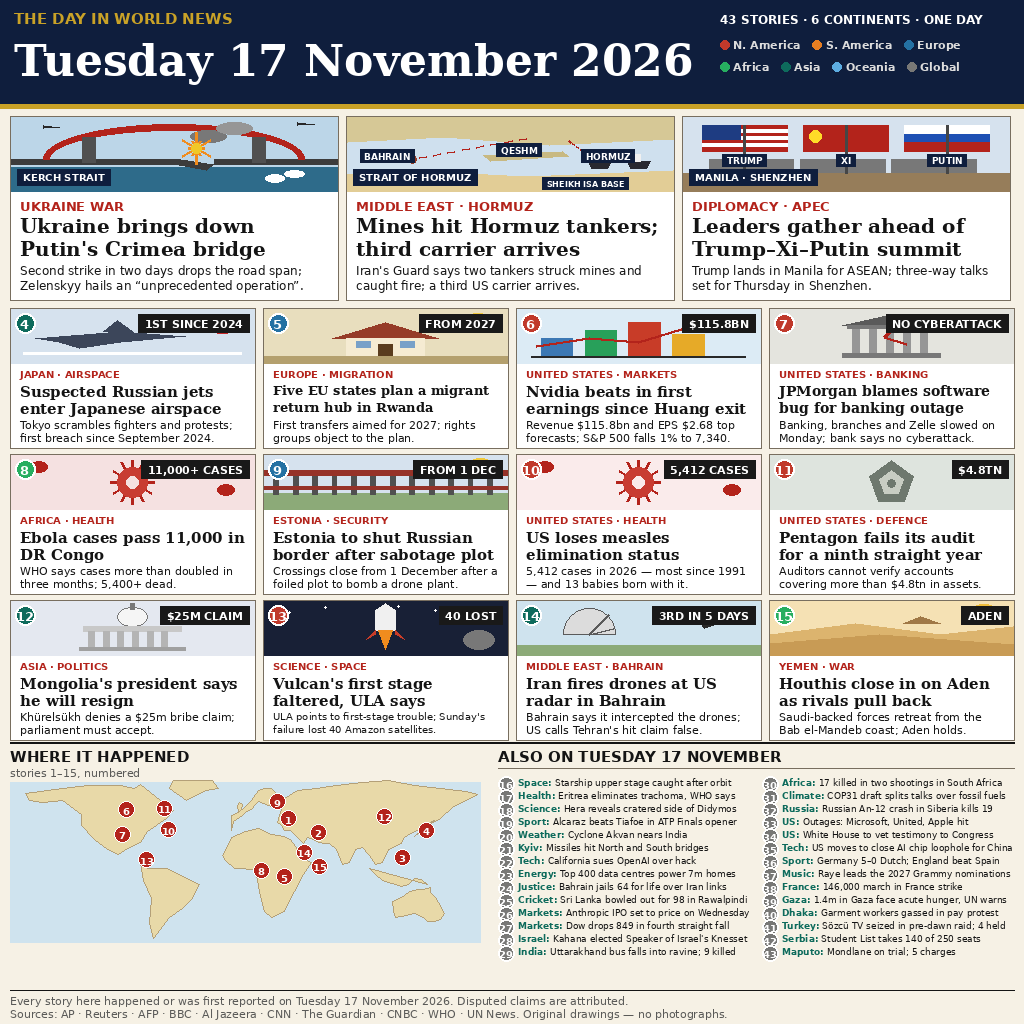 THE DAY IN WORLD NEWS
Tuesday 17 November 2026
43 STORIES · 6 CONTINENTS · ONE DAY
N. America S. America Europe
Africa Asia Oceania Global
KERCH STRAIT
UKRAINE WAR
Ukraine brings down
Putin's Crimea bridge
Second strike in two days drops the road span;
Zelenskyy hails an “unprecedented operation”.
BAHRAIN
QESHM
HORMUZ
STRAIT OF HORMUZ
SHEIKH ISA BASE
MIDDLE EAST · HORMUZ
Mines hit Hormuz tankers;
third carrier arrives
Iran's Guard says two tankers struck mines and
caught fire; a third US carrier arrives.
TRUMP
XI
PUTIN
MANILA · SHENZHEN
DIPLOMACY · APEC
Leaders gather ahead of
Trump–Xi–Putin summit
Trump lands in Manila for ASEAN; three-way talks
set for Thursday in Shenzhen.
4
1ST SINCE 2024
JAPAN · AIRSPACE
Suspected Russian jets
enter Japanese airspace
Tokyo scrambles fighters and protests;
first breach since September 2024.
5
FROM 2027
EUROPE · MIGRATION
Five EU states plan a migrant
return hub in Rwanda
First transfers aimed for 2027; rights
groups object to the plan.
6
$115.8BN
UNITED STATES · MARKETS
Nvidia beats in first
earnings since Huang exit
Revenue $115.8bn and EPS $2.68 top
forecasts; S&P 500 falls 1% to 7,340.
7
NO CYBERATTACK
UNITED STATES · BANKING
JPMorgan blames software
bug for banking outage
Banking, branches and Zelle slowed on
Monday; bank says no cyberattack.
8
11,000+ CASES
AFRICA · HEALTH
Ebola cases pass 11,000 in
DR Congo
WHO says cases more than doubled in
three months; 5,400+ dead.
9
FROM 1 DEC
ESTONIA · SECURITY
Estonia to shut Russian
border after sabotage plot
Crossings close from 1 December after a
foiled plot to bomb a drone plant.
10
5,412 CASES
UNITED STATES · HEALTH
US loses measles
elimination status
5,412 cases in 2026 — most since 1991
— and 13 babies born with it.
11
$4.8TN
UNITED STATES · DEFENCE
Pentagon fails its audit
for a ninth straight year
Auditors cannot verify accounts
covering more than $4.8tn in assets.
12
$25M CLAIM
ASIA · POLITICS
Mongolia's president says
he will resign
Khürelsükh denies a $25m bribe claim;
parliament must accept.
13
40 LOST
SCIENCE · SPACE
Vulcan's first stage
faltered, ULA says
ULA points to first-stage trouble; Sunday's
failure lost 40 Amazon satellites.
14
3RD IN 5 DAYS
MIDDLE EAST · BAHRAIN
Iran fires drones at US
radar in Bahrain
Bahrain says it intercepted the drones;
US calls Tehran's hit claim false.
15
ADEN
YEMEN · WAR
Houthis close in on Aden
as rivals pull back
Saudi-backed forces retreat from the
Bab el-Mandeb coast; Aden holds.
WHERE IT HAPPENED
stories 1–15, numbered
6
11
7
10
13
9
1
2
12
4
3
14
15
8
5
ALSO ON TUESDAY 17 NOVEMBER
16 Space: Starship upper stage caught after orbit
17 Health: Eritrea eliminates trachoma, WHO says
18 Science: Hera reveals cratered side of Didymos
19 Sport: Alcaraz beats Tiafoe in ATP Finals opener
20 Weather: Cyclone Akvan nears India
21 Kyiv: Missiles hit North and South bridges
22 Tech: California sues OpenAI over hack
23 Energy: Top 400 data centres power 7m homes
24 Justice: Bahrain jails 64 for life over Iran links
25 Cricket: Sri Lanka bowled out for 98 in Rawalpindi
26 Markets: Anthropic IPO set to price on Wednesday
27 Markets: Dow drops 849 in fourth straight fall
28 Israel: Kahana elected Speaker of Israel's Knesset
29 India: Uttarakhand bus falls into ravine; 9 killed
30 Africa: 17 killed in two shootings in South Africa
31 Climate: COP31 draft splits talks over fossil fuels
32 Russia: Russian An-12 crash in Siberia kills 19
33 US: Outages: Microsoft, United, Apple hit
34 US: White House to vet testimony to Congress
35 Tech: US moves to close AI chip loophole for China
36 Sport: Germany 5–0 Dutch; England beat Spain
37 Music: Raye leads the 2027 Grammy nominations
38 France: 146,000 march in France strike
39 Gaza: 1.4m in Gaza face acute hunger, UN warns
40 Dhaka: Garment workers gassed in pay protest
41 Turkey: Sözcü TV seized in pre-dawn raid; 4 held
42 Serbia: Student List takes 140 of 250 seats
43 Maputo: Mondlane on trial; 5 charges
Every story here happened or was first reported on Tuesday 17 November 2026. Disputed claims are attributed.
Sources: AP · Reuters · AFP · BBC · Al Jazeera · CNN · The Guardian · CNBC · WHO · UN News. Original drawings — no photographs.